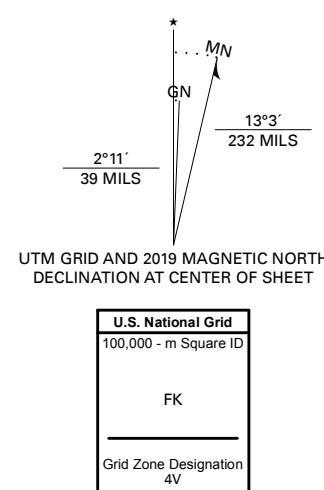 ★
MN
GN
13°3´
232 MILS
2°11´
39 MILS
UTM GRID AND 2019 MAGNETIC NORTH
DECLINATION AT CENTER OF SHEET
U.S. National Grid
100,000 - m Square ID
FK
Grid Zone Designation
4V